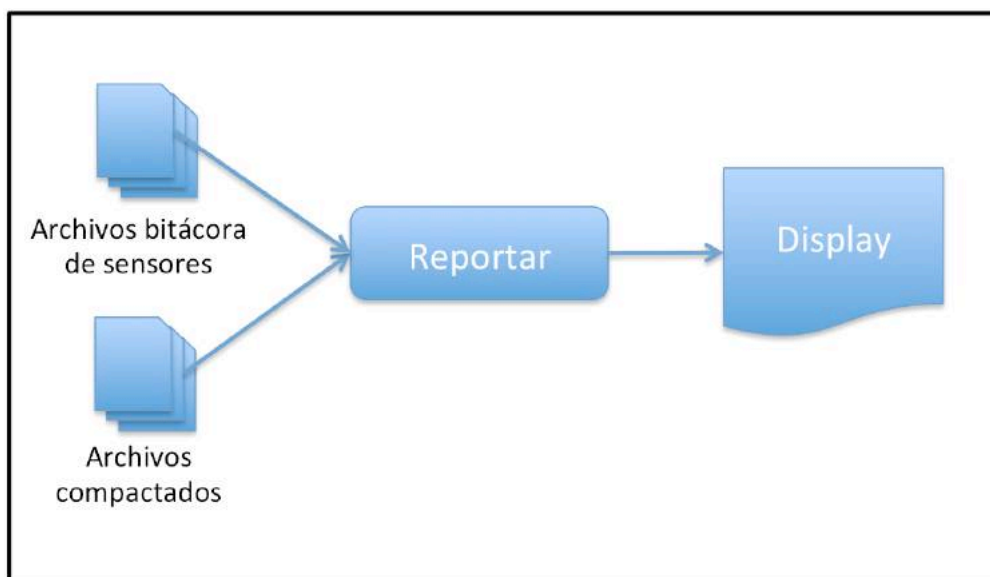 Archivos bitácora
de sensores
Reportar
Display
Archivos
compactados